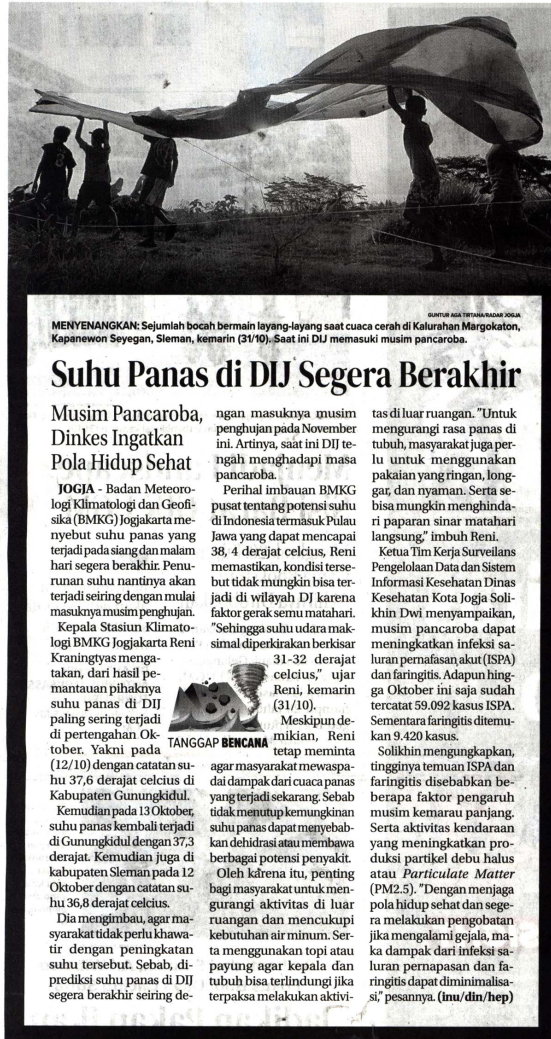 GUNTUR AGA TIRTANA/RADAR JOGJA
MENYENANGKAN: Sejumlah bocah bermain layang-layang saat cuaca cerah di Kalurahan Margokaton,
Kapanewon Seyegan, Sleman, kemarin (31/10). Saat ini DIJ memasuki musim pancaroba.
Suhu Panas di DIJ Segera Berakhir
Musim Pancaroba,
Dinkes Ingatkan
Pola Hidup Sehat
JOGJA - Badan Meteoro-
logi Klimatologi dan Geofi-
sika (BMKG) Jogjakarta me-
nyebut suhu panas yang
terjadi pada siang dan malam
hari segera berakhir. Penu-
runan suhu nantinya akan
terjadi seiring dengan mulai
masuknya musim penghujan.
Kepala Stasiun Klimato-
logi BMKG Jogjakarta Reni
Kraningtyas menga-
takan, dari hasil pe-
mantauan pihaknya
suhu panas di DIJ
paling sering terjadi
di pertengahan Ok-
tober. Yakni pada
(12/10) dengan catatan su-
hu 37,6 derajat celcius di
Kabupaten Gunungkidul.
Kemudian pada 13 Oktober,
suhu panas kembali terjadi
di Gunungkidul dengan 37,3
derajat. Kemudian juga di
kabupaten Sleman pada 12
Oktober dengan catatan su-
hu 36,8 derajat celcius.
Dia mengimbau, agar ma-
syarakat tidak perlu khawa-
tir dengan peningkatan
suhu tersebut. Sebab, di-
prediksi suhu panas di DIJ
segera berakhir seiring de-
ngan masuknya musim
penghujan pada November
ini. Artinya, saat ini DIJ te-
ngah menghadapi masa
pancaroba.
Perihal imbauan BMKG
pusat tentang potensi suhu
di Indonesia termasuk Pulau
Jawa yang dapat mencapai
38, 4 derajat celcius, Reni
memastikan, kondisi terse-
but tidak mungkin bisa ter-
jadi di wilayah DJ karena
faktor gerak semu matahari.
"Sehingga suhu udara mak-
simal diperkirakan berkisar
31-32 derajat
celcius," ujar
Reni, kemarin
(31/10).
TANGGAP BENCANA
Meskipun de-
mikian, Reni
tetap meminta
agar masyarakat mewaspa-
dai dampak dari cuaca panas
yang terjadi sekarang. Sebab
tidak menutup kemungkinan
suhu panas dapat menyebab-
kan dehidrasi atau membawa
berbagai potensi penyakit.
Oleh karena itu, penting
bagi masyarakat untuk men-
gurangi aktivitas di luar
ruangan dan mencukupi
kebutuhan air minum. Ser-
ta menggunakan topi atau
payung agar kepala dan
tubuh bisa terlindungi jika
terpaksa melakukan aktivi-
tas di luar ruangan. "Untuk
mengurangi rasa panas di
tubuh, masyarakat juga per-
lu untuk menggunakan
pakaian yang ringan, long-
gar, dan nyaman. Serta se-
bisa mungkin menghinda-
ri paparan sinar matahari
langsung," imbuh Reni.
Ketua Tim Kerja Surveilans
Pengelolaan Data dan Sistem
Informasi Kesehatan Dinas
Kesehatan Kota Jogja Soli-
khin Dwi menyampaikan,
musim pancaroba dapat
meningkatkan infeksi sa-
luran pernafasan akut (ISPA)
dan faringitis. Adapun hing-
ga Oktober ini saja sudah
tercatat 59.092 kasus ISPA.
Sementara faringitis ditemu-
kan 9.420 kasus.
Solikhin mengungkapkan,
tingginya temuan ISPA dan
faringitis disebabkan be-
berapa faktor pengaruh
musim kemarau panjang.
Serta aktivitas kendaraan
yang meningkatkan pro-
duksi partikel debu halus
atau Particulate Matter
(PM2.5). "Dengan menjaga
pola hidup sehat dan sege-
ra melakukan pengobatan
jika mengalami gejala, ma-
ka dampak dari infeksi sa-
luran pernapasan dan fa-
ringitis dapat diminimalisa-
si," pesannya. (inu/din/hep)